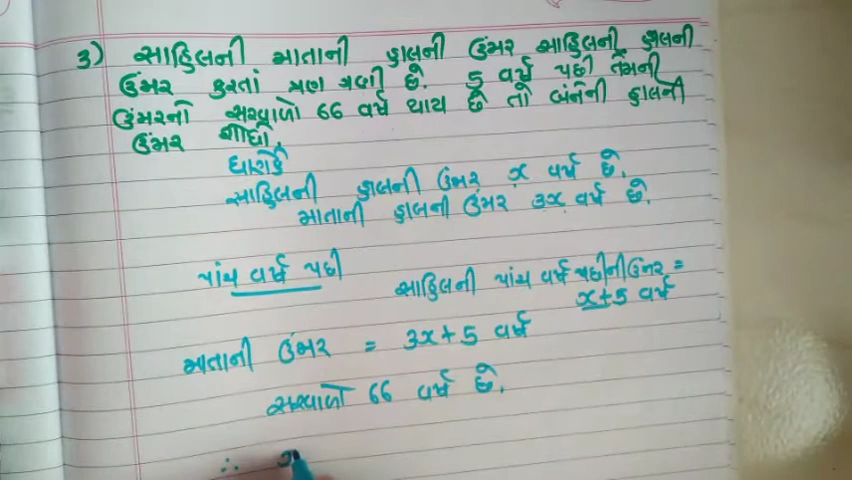 ૩) સાહિલની માતાની હાલની ઉંમર સાહિલની હાલની
ઉંમર કરતાં ત્રણ ગણી છે. 5 વર્ષ પછી તેમની
ઉંમરનો સરવાળો 66 વર્ષ થાય છે તો બંનેની હાલની
ઉંમર શોધો.
ધારોકે
સાહિલની હાલની ઉંમર x વર્ષ છે.
માતાની હાલની ઉંમર 3x વર્ષ છે.
પાંચ વર્ષ પછી
સાહિલની પાંચ વર્ષ પછીની ઉંમર =
x+5 વર્ષ
માતાની ઉંમર = 3x+5 વર્ષ
સરવાળો 66 વર્ષ છે.
∴